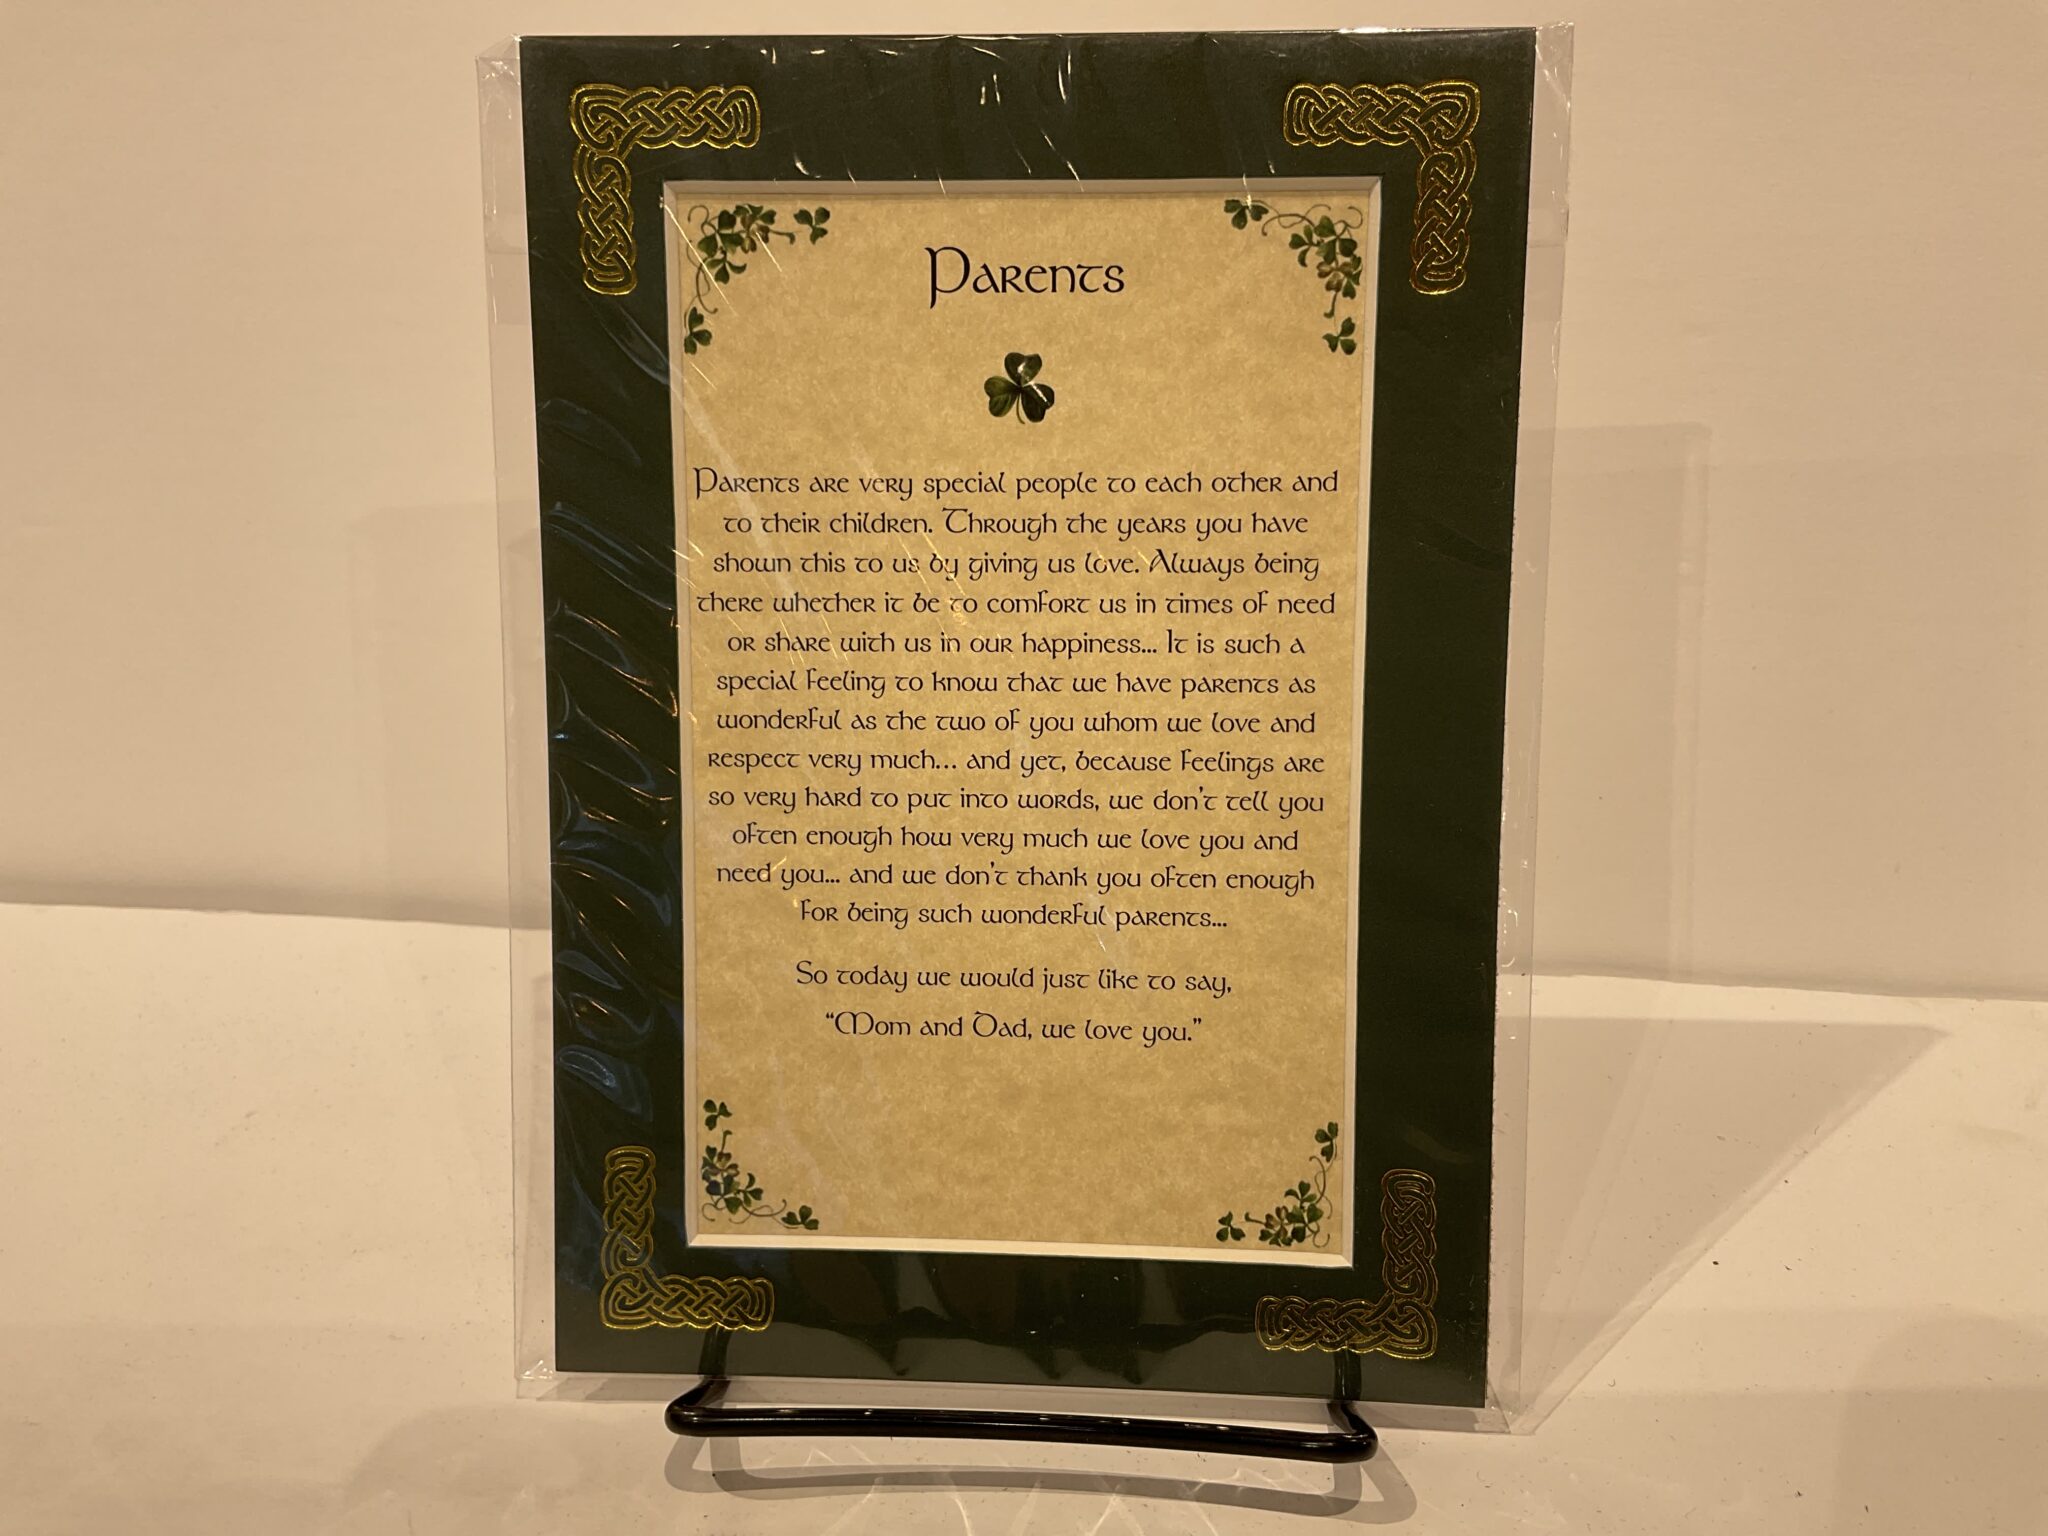 Parents
Parents are very special people to each other and
to their children. Through the years you have
shown this to us by giving us love. Always being
there whether it be to comfort us in times of need
or share with us in our happiness... It is such a
special feeling to know that we have parents as
wonderful as the two of you whom we love and
respect very much... and yet, because feelings are
so very hard to put into words, we don't tell you
often enough how very much we love you and
need you... and we don't thank you often enough
for being such wonderful parents...
So today we would just like to say,
“Mom and Dad, we love you.”